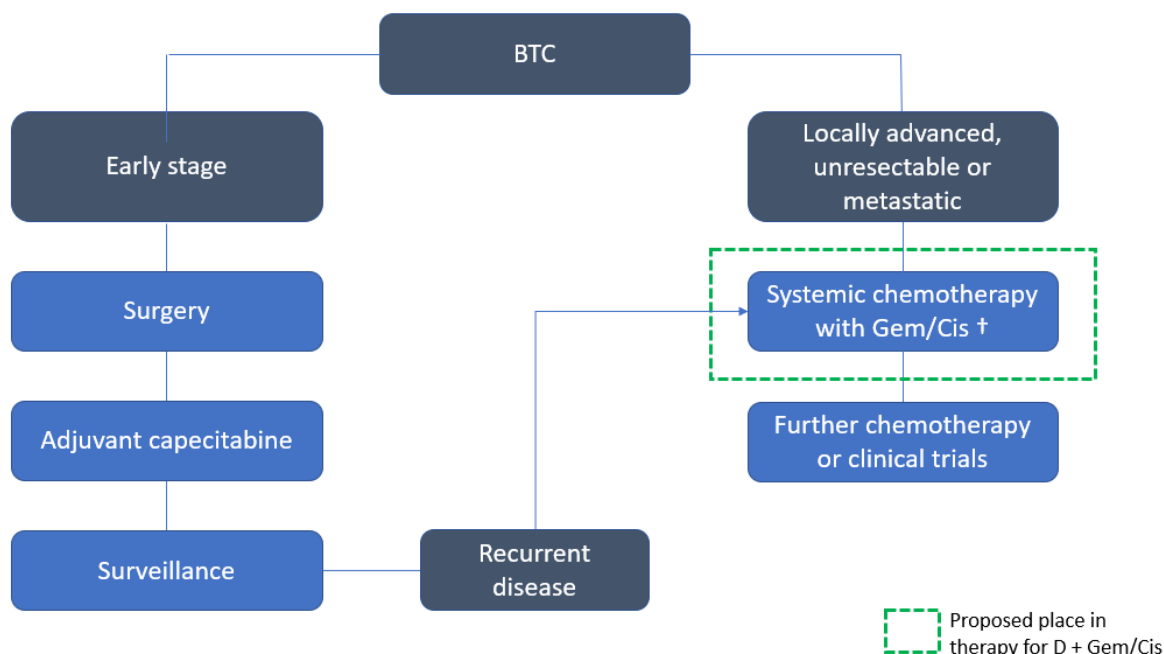 BTC
Early stage
Locally advanced,
unresectable or
metastatic
Surgery
Systemic chemotherapy
with Gem/Cis †
Adjuvant capecitabine
Further chemotherapy
or clinical trials
Surveillance
Recurrent
disease
Proposed place in
therapy for D + Gem/Cis